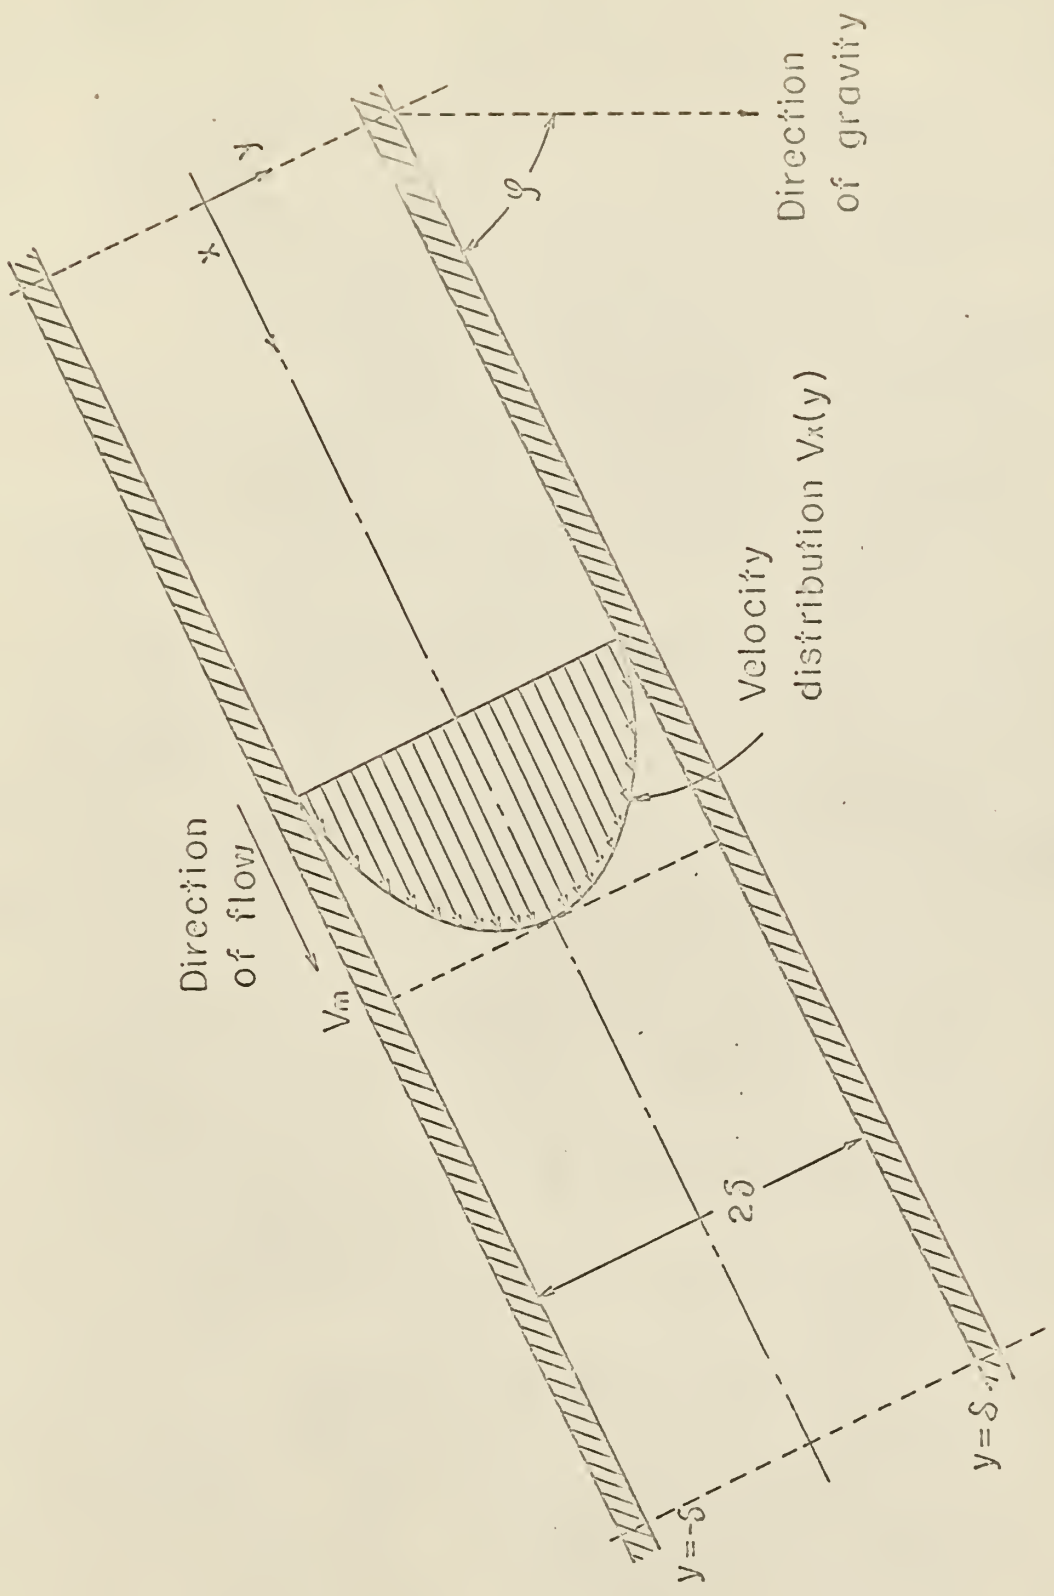 Direction
of flow
Vm
x
y
φ
Direction
of gravity
Velocity
distribution Vx(y)
2δ
y=-δ
y=δ